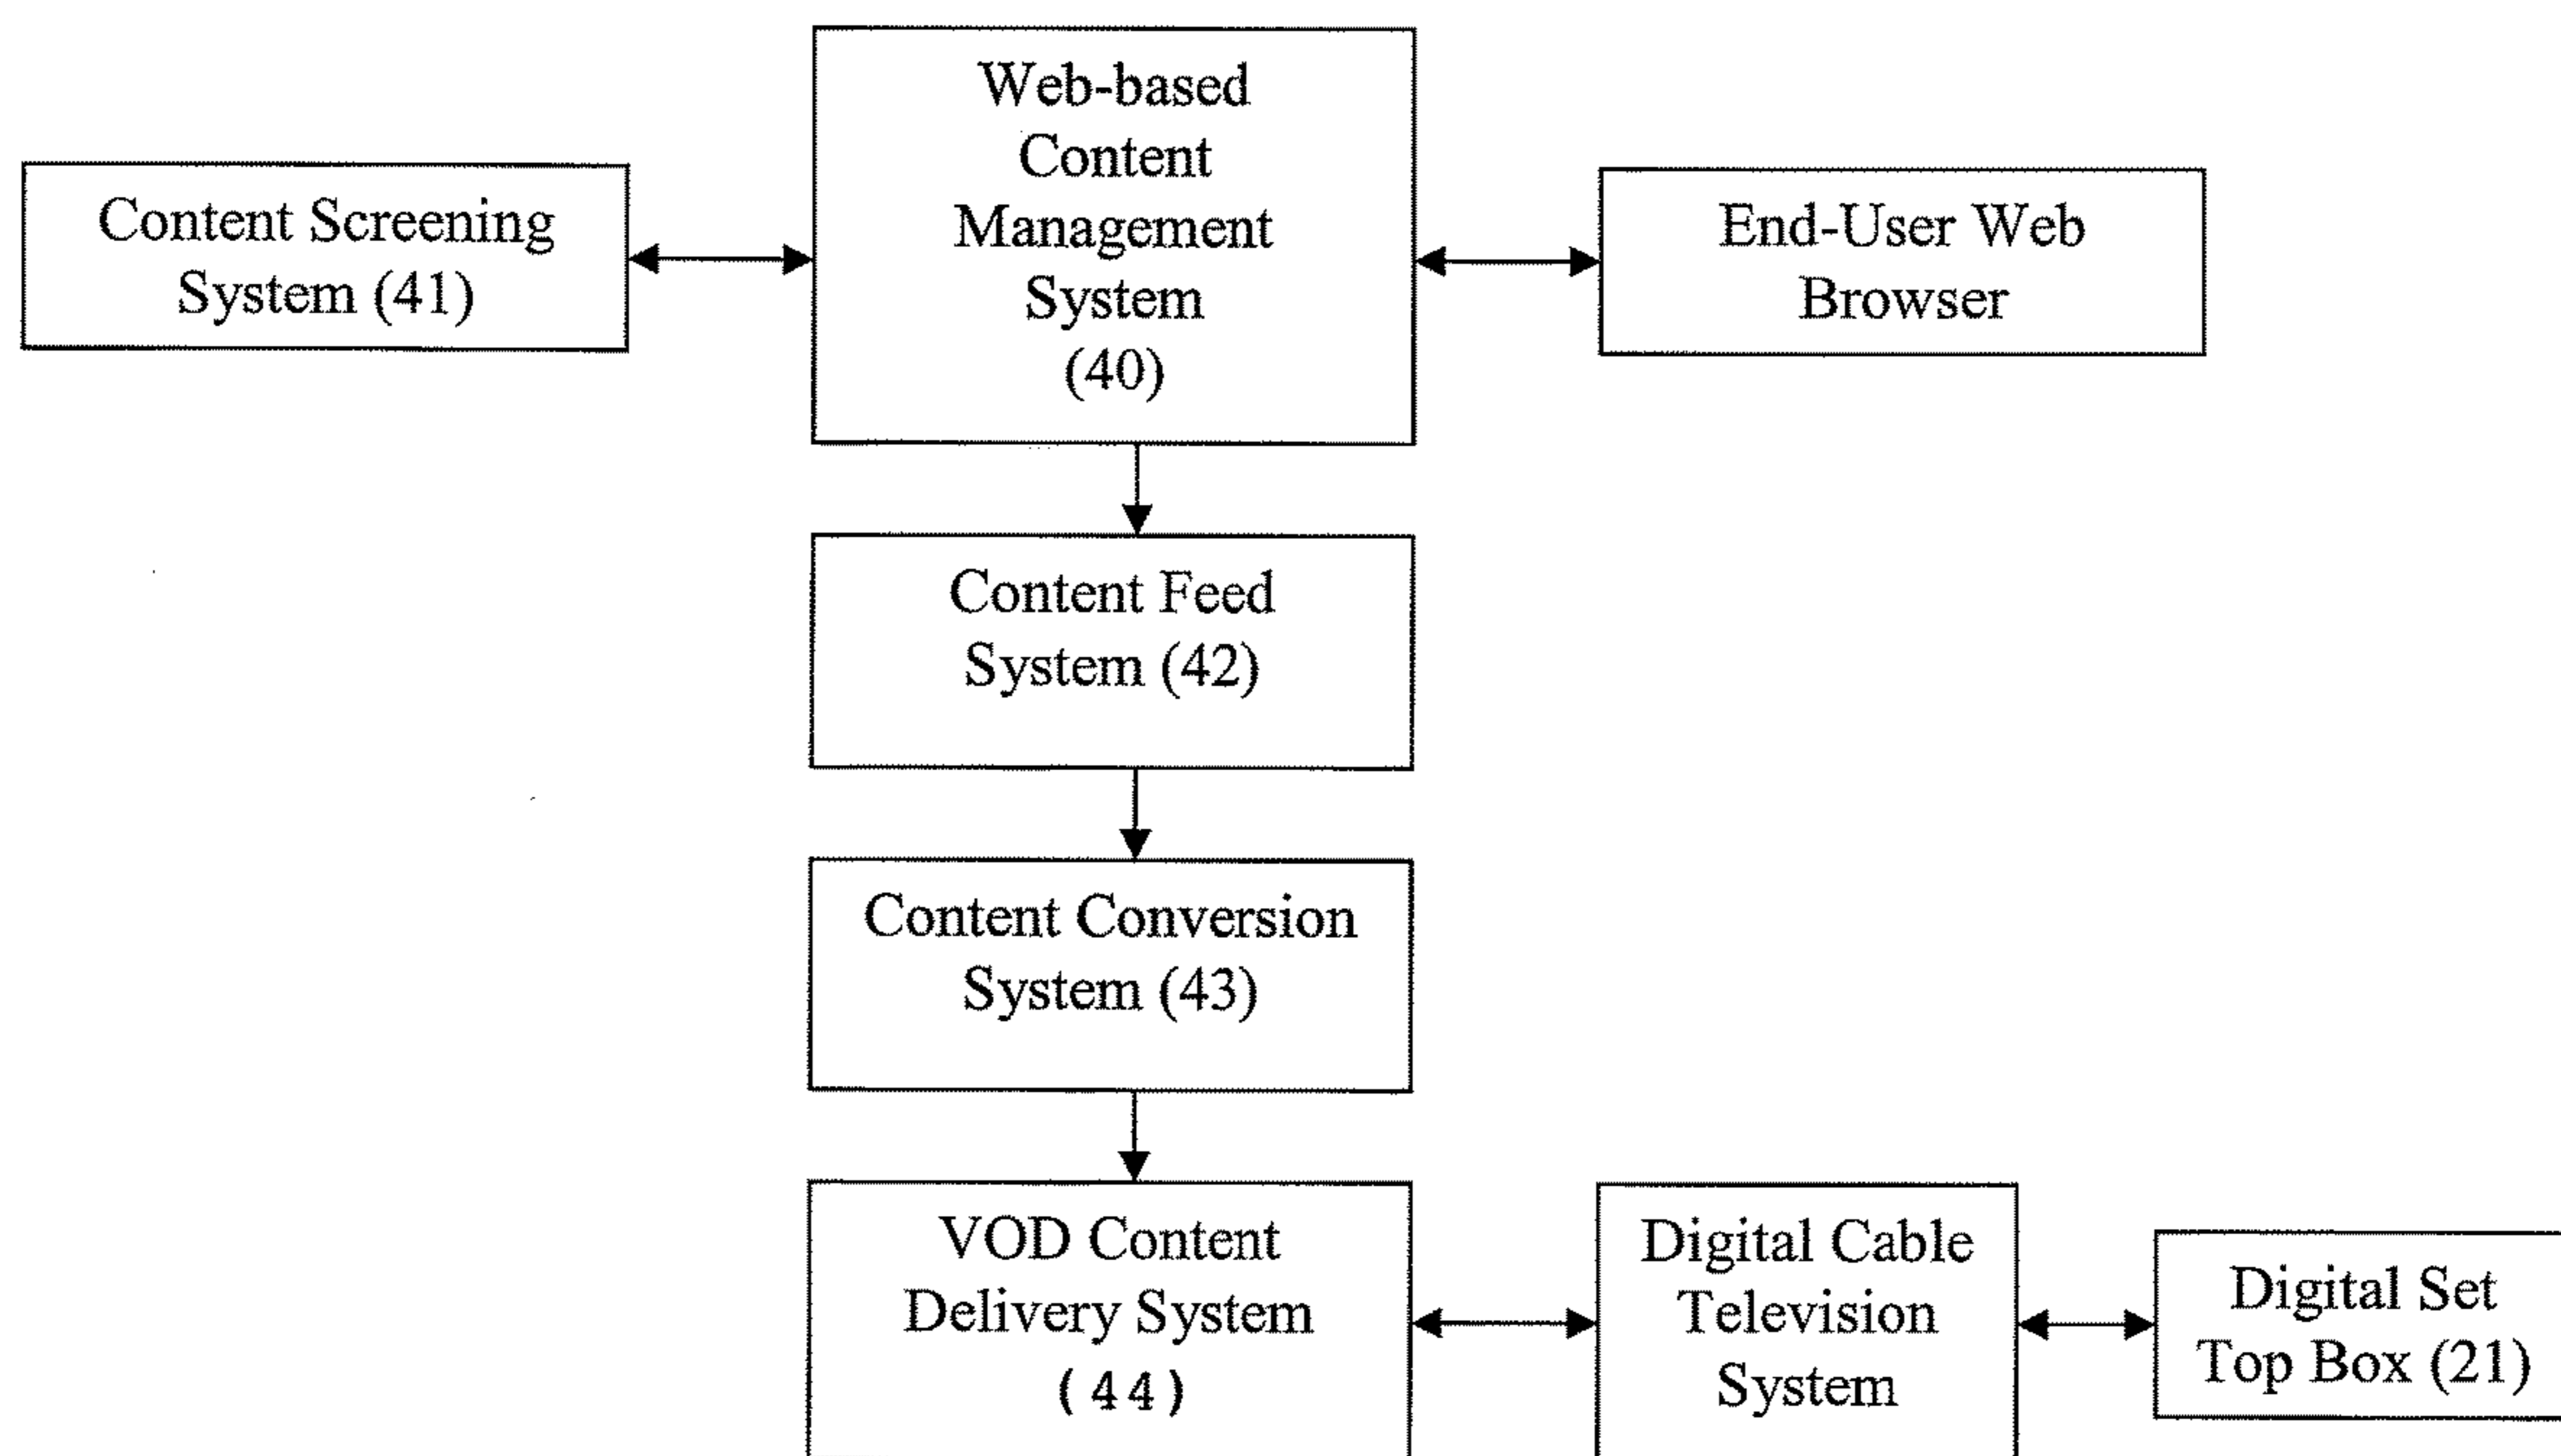 Web-based
Content
Management
System
(40)
Content Screening
System (41)
End-User Web
Browser
Content Feed
System (42)
Content Conversion
System (43)
VOD Content
Delivery System
(44)
Digital Cable
Television
System
Digital Set
Top Box (21)